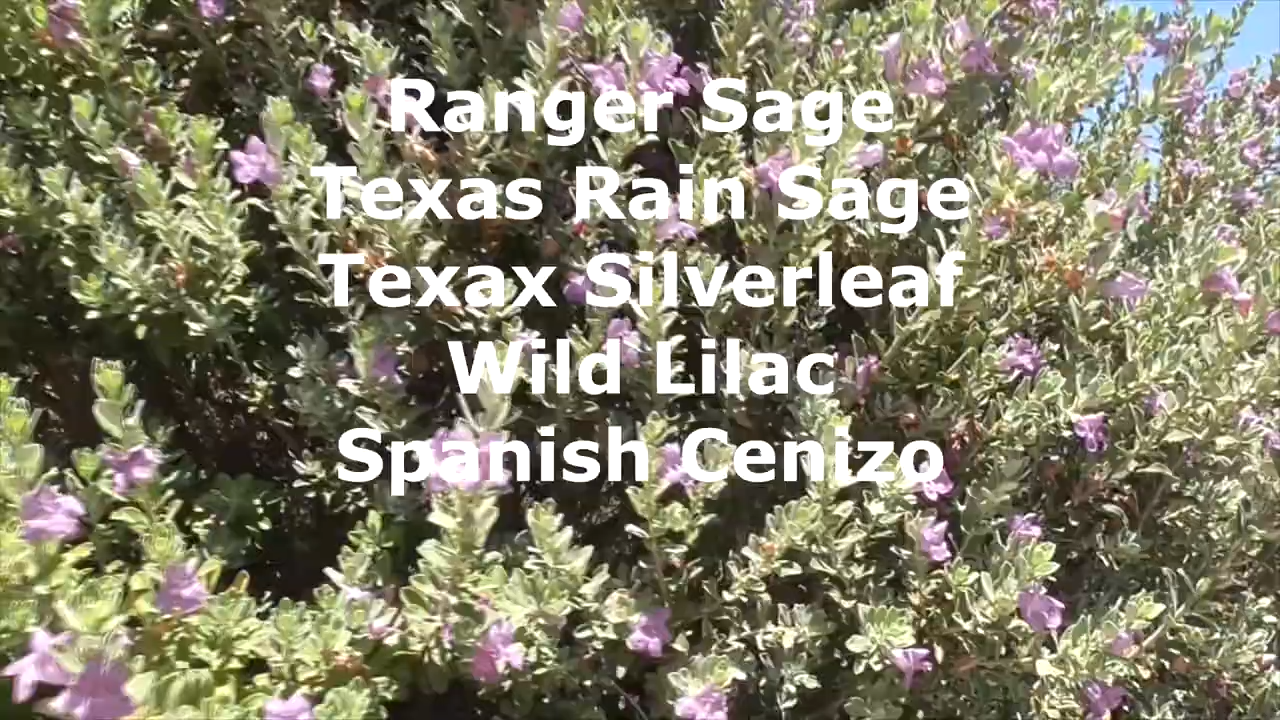 Ranger Sage
Texas Rain Sage
Texax Silverleaf
Wild Lilac
Spanish Cenizo